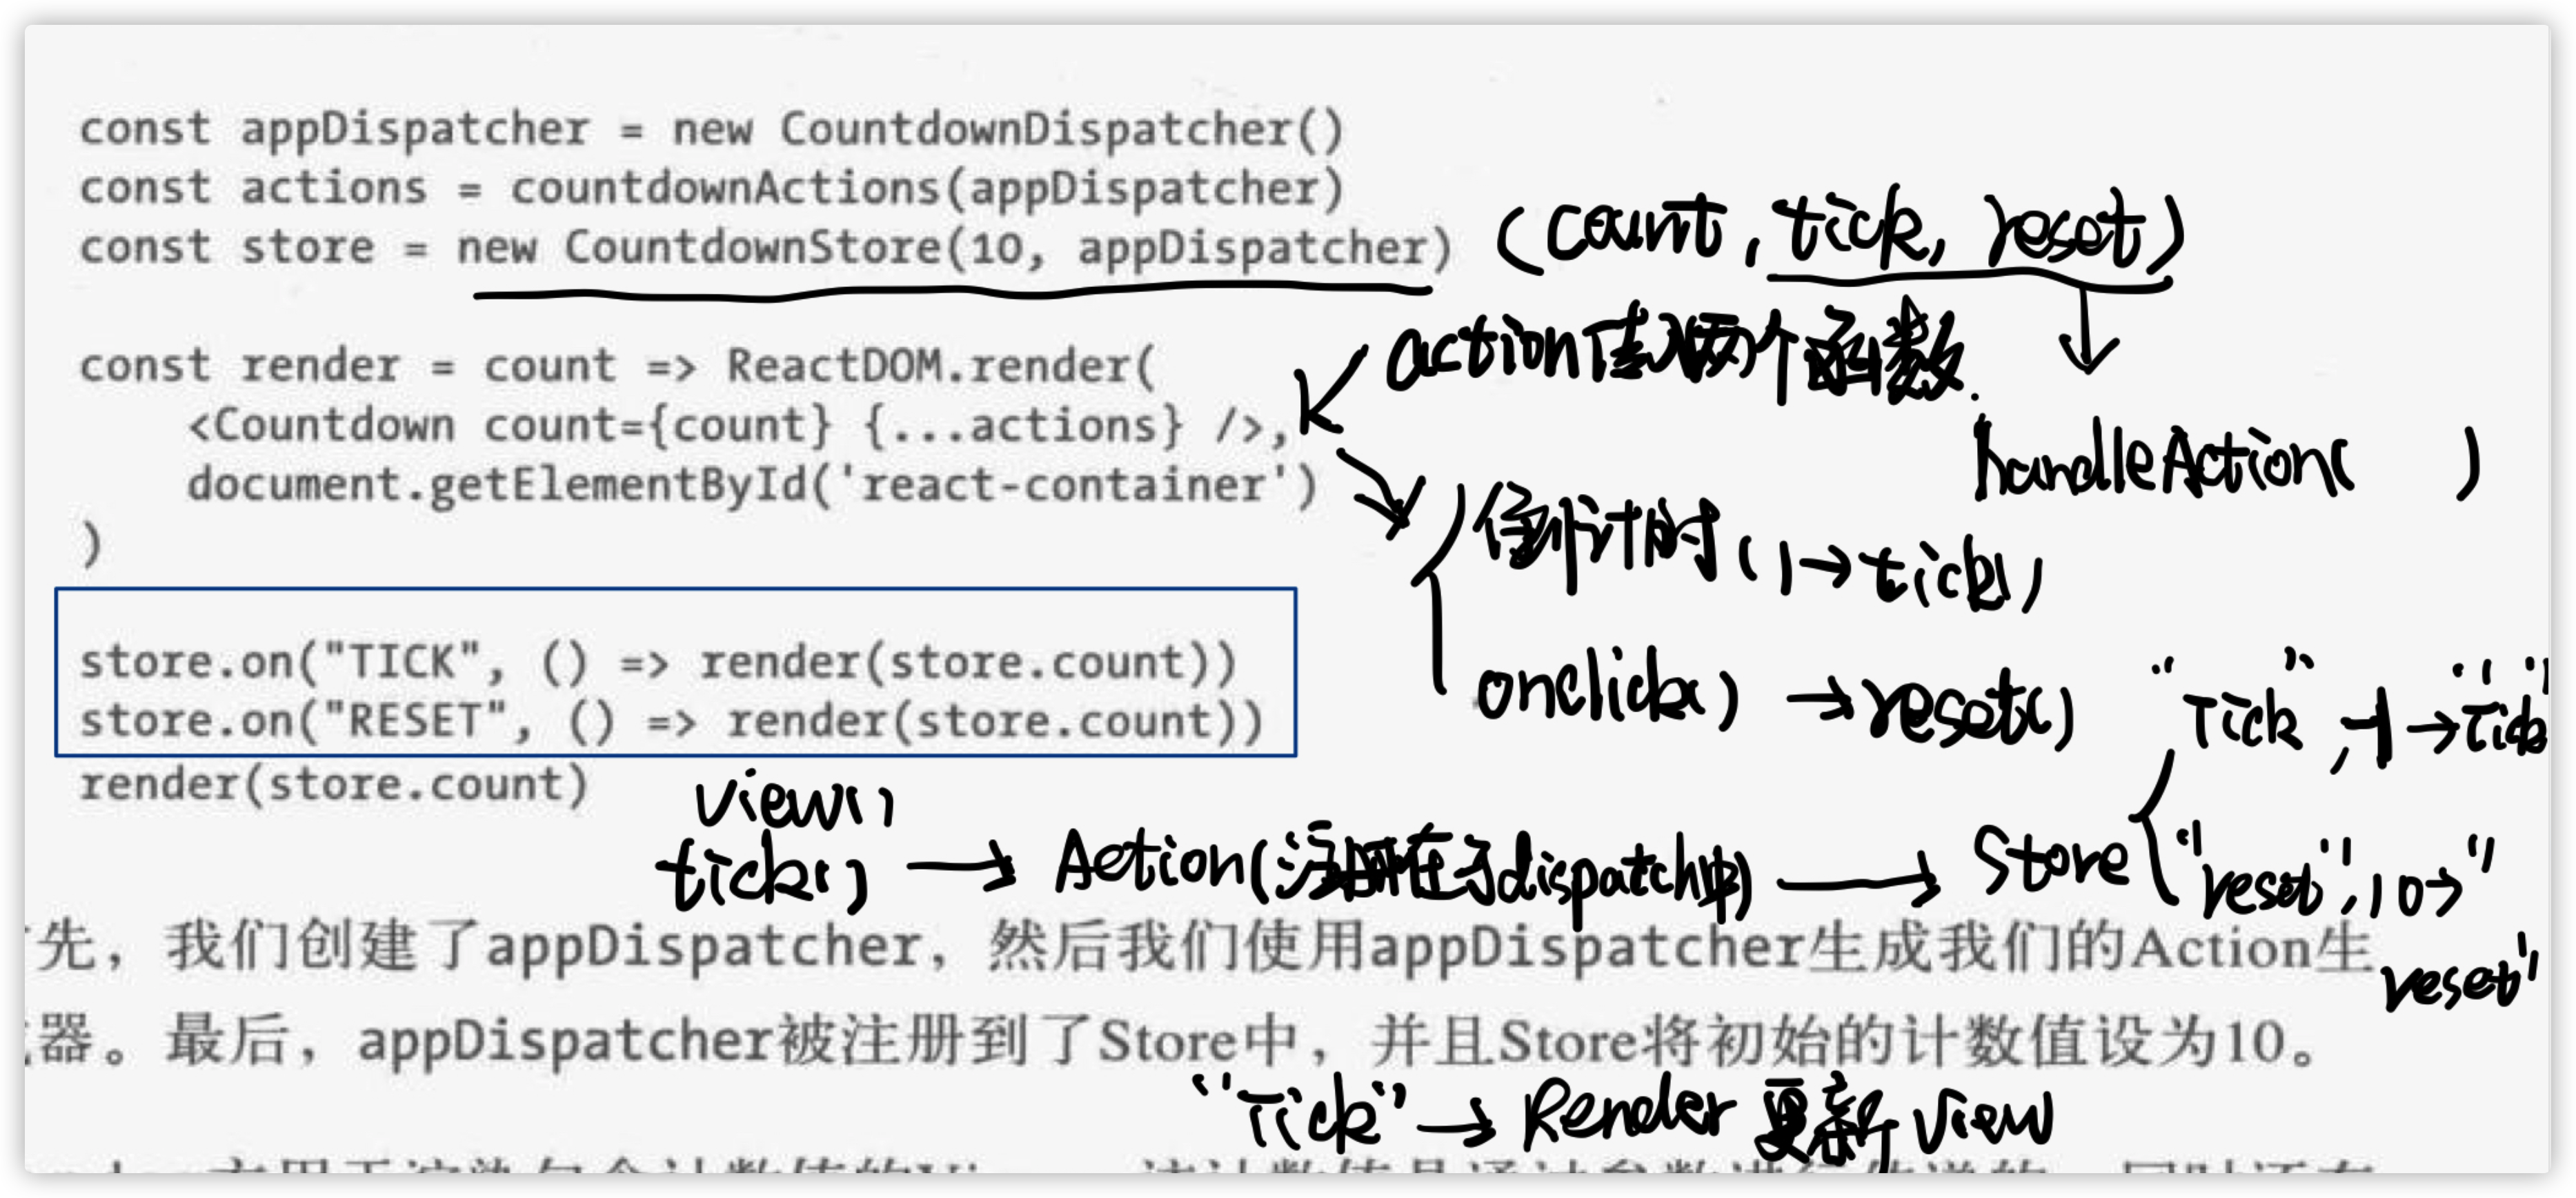 const appDispatcher = new CountdownDispatcher()
const actions = countdownActions(appDispatcher)
const store = new CountdownStore(10, appDispatcher)
(count, tick, reset)
action传入两个函数.
handleAction( )
const render = count => ReactDOM.render(
<Countdown count={count} {...actions} />,
document.getElementById('react-container')
)
倒计时() → tick()
onclick() → reset()
store.on("TICK", () => render(store.count))
store.on("RESET", () => render(store.count))
render(store.count)
"Tick", -1 → "Tick"
view()
tick() → Action(注册在了dispatch中) → Store
"reset", 10 → "reset"
先，我们创建了appDispatcher，然后我们使用appDispatcher生成我们的Action生
器。最后，appDispatcher被注册到了Store中，并且Store将初始的计数值设为10。
"Tick" → Render 更新 View